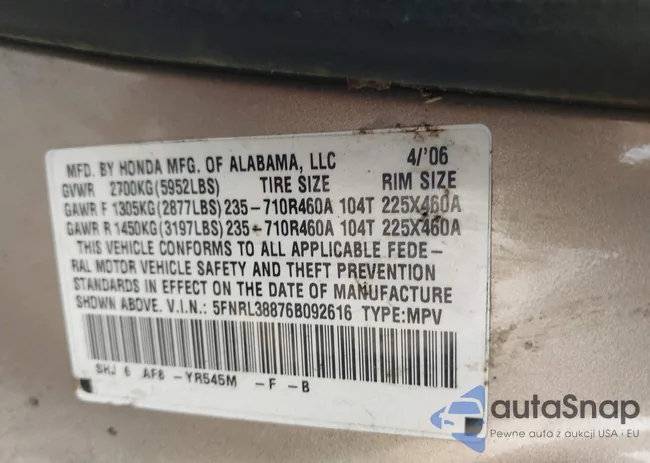 MFD. BY HONDA MFG. OF ALABAMA, LLC 4/'06
GVWR 2700KG(5952LBS) TIRE SIZE RIM SIZE
GAWR F 1305KG(2877LBS)235-710R460A 104T 225X460A
GAWR R 1450KG(3197LBS)235-710R460A 104T 225X460A
THIS VEHICLE CONFORMS TO ALL APPLICABLE FEDE-
RAL MOTOR VEHICLE SAFETY AND THEFT PREVENTION
STANDARDS IN EFFECT ON THE DATE OF MANUFACTURE
SHOWN ABOVE. V.I.N.: 5FNRL38876B092616 TYPE:MPV
SHJ 6 AF8 -YR545M -F -B
autaSnap
Pewne auta z aukcji USA i EU